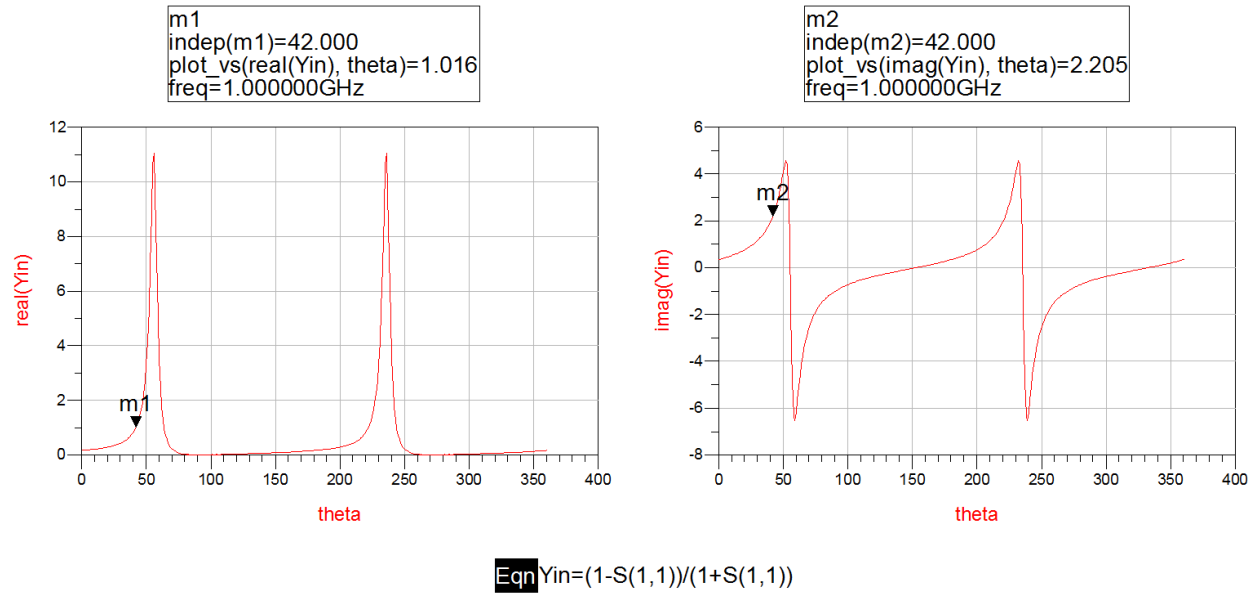 m1
indep(m1)=42.000
plot_vs(real(Yin), theta)=1.016
freq=1.000000GHz
m2
indep(m2)=42.000
plot_vs(imag(Yin), theta)=2.205
freq=1.000000GHz
12
10
8
6
4
2
0
0
50
100
150
200
250
300
350
400
real(Yin)
theta
m1
6
4
2
0
-2
-4
-6
-8
0
50
100
150
200
250
300
350
400
imag(Yin)
theta
m2
Eqn Yin=(1-S(1,1))/(1+S(1,1))